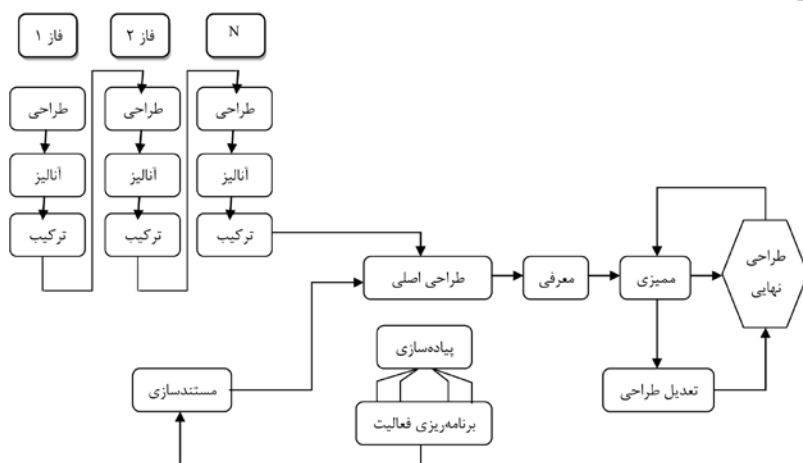 فاز ۱
فاز ۲
N
طراحی
طراحی
طراحی
آنالیز
آنالیز
آنالیز
ترکیب
ترکیب
ترکیب
طراحی اصلی
معرفی
ممیزی
طراحی
نهایی
پیاده‌سازی
مستندسازی
تعدیل طراحی
برنامه‌ریزی فعالیت